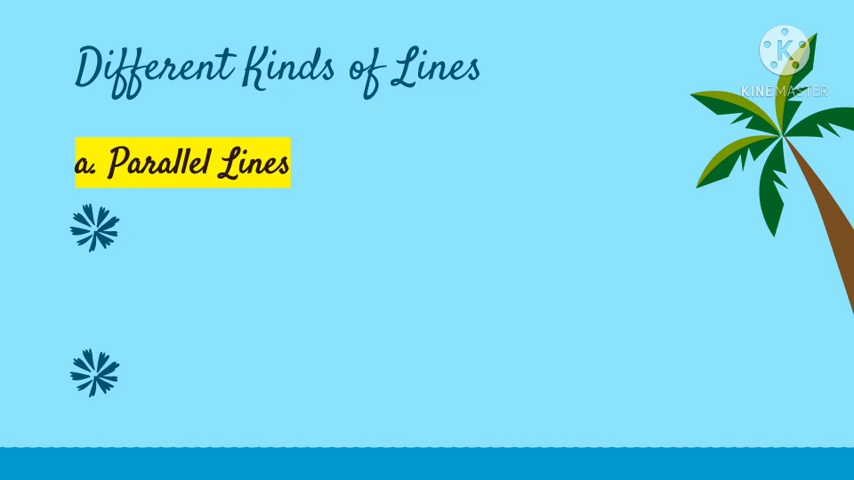 Different Kinds of Lines
K
KINEMASTER
a. Parallel Lines